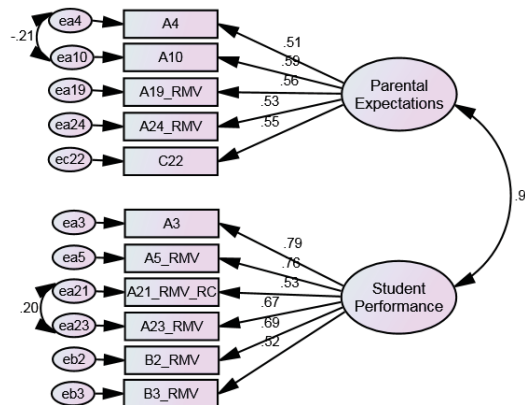 ea4
A4
.51
-.21
ea10
A10
.59
ea19
A19_RMV
.56
Parental
Expectations
ea24
A24_RMV
.53
ec22
C22
.55
.9
ea3
A3
.79
ea5
A5_RMV
.76
ea21
A21_RMV_RC
.53
Student
Performance
.20
ea23
A23_RMV
.67
eb2
B2_RMV
.69
eb3
B3_RMV
.52